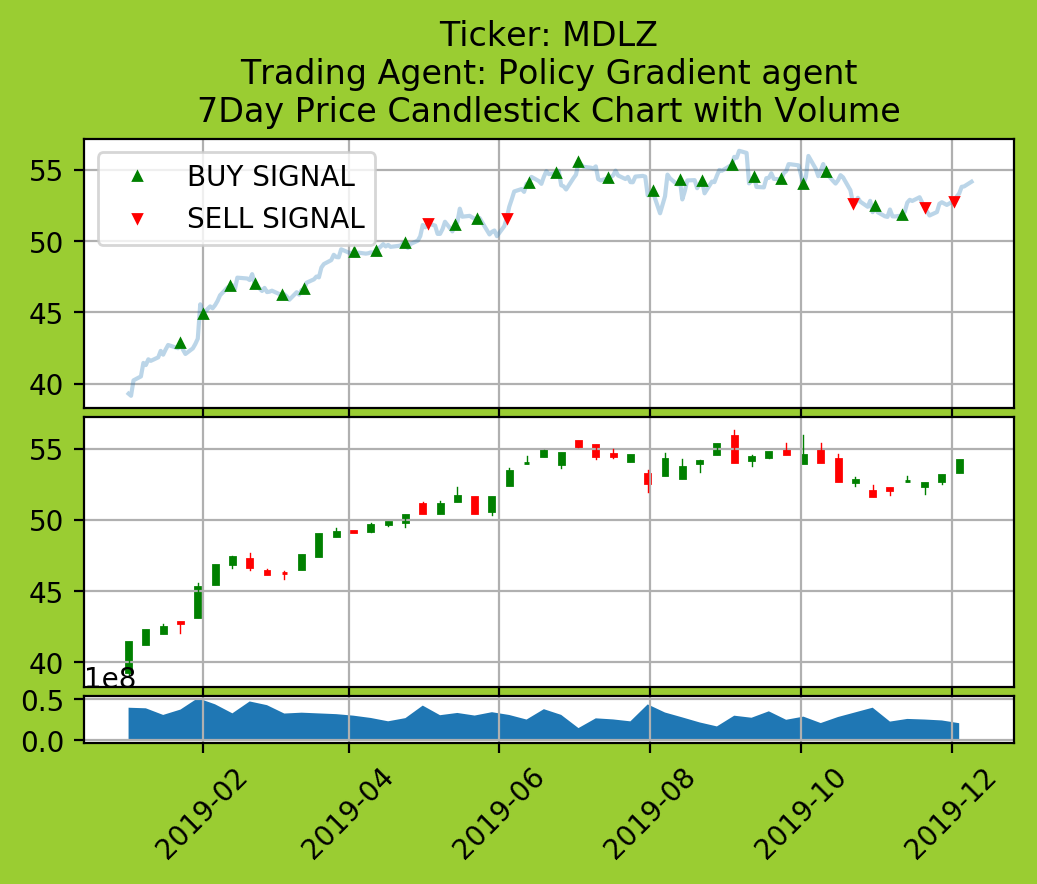 Ticker: MDLZ
Trading Agent: Policy Gradient agent
7Day Price Candlestick Chart with Volume
55
50
45
40
BUY SIGNAL
SELL SIGNAL
55
50
45
40
1e8
0.5
0.0
2019-02
2019-04
2019-06
2019-08
2019-10
2019-12